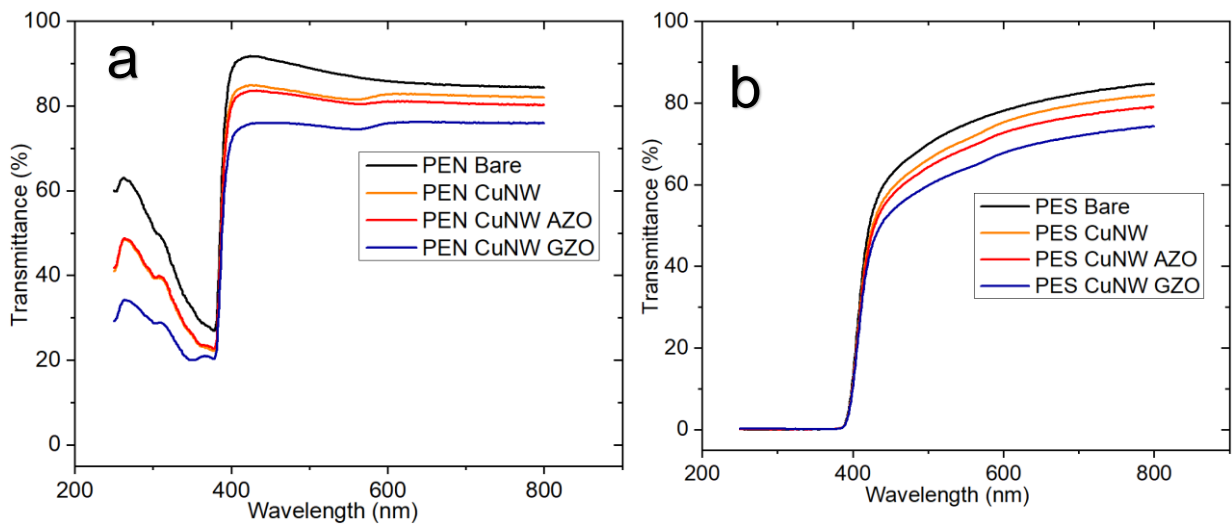 a
Transmittance (%)
100
80
60
40
20
0
200
400
600
800
Wavelength (nm)
PEN Bare
PEN CuNW
PEN CuNW AZO
PEN CuNW GZO
b
Transmittance (%)
100
80
60
40
20
0
200
400
600
800
Wavelength (nm)
PES Bare
PES CuNW
PES CuNW AZO
PES CuNW GZO